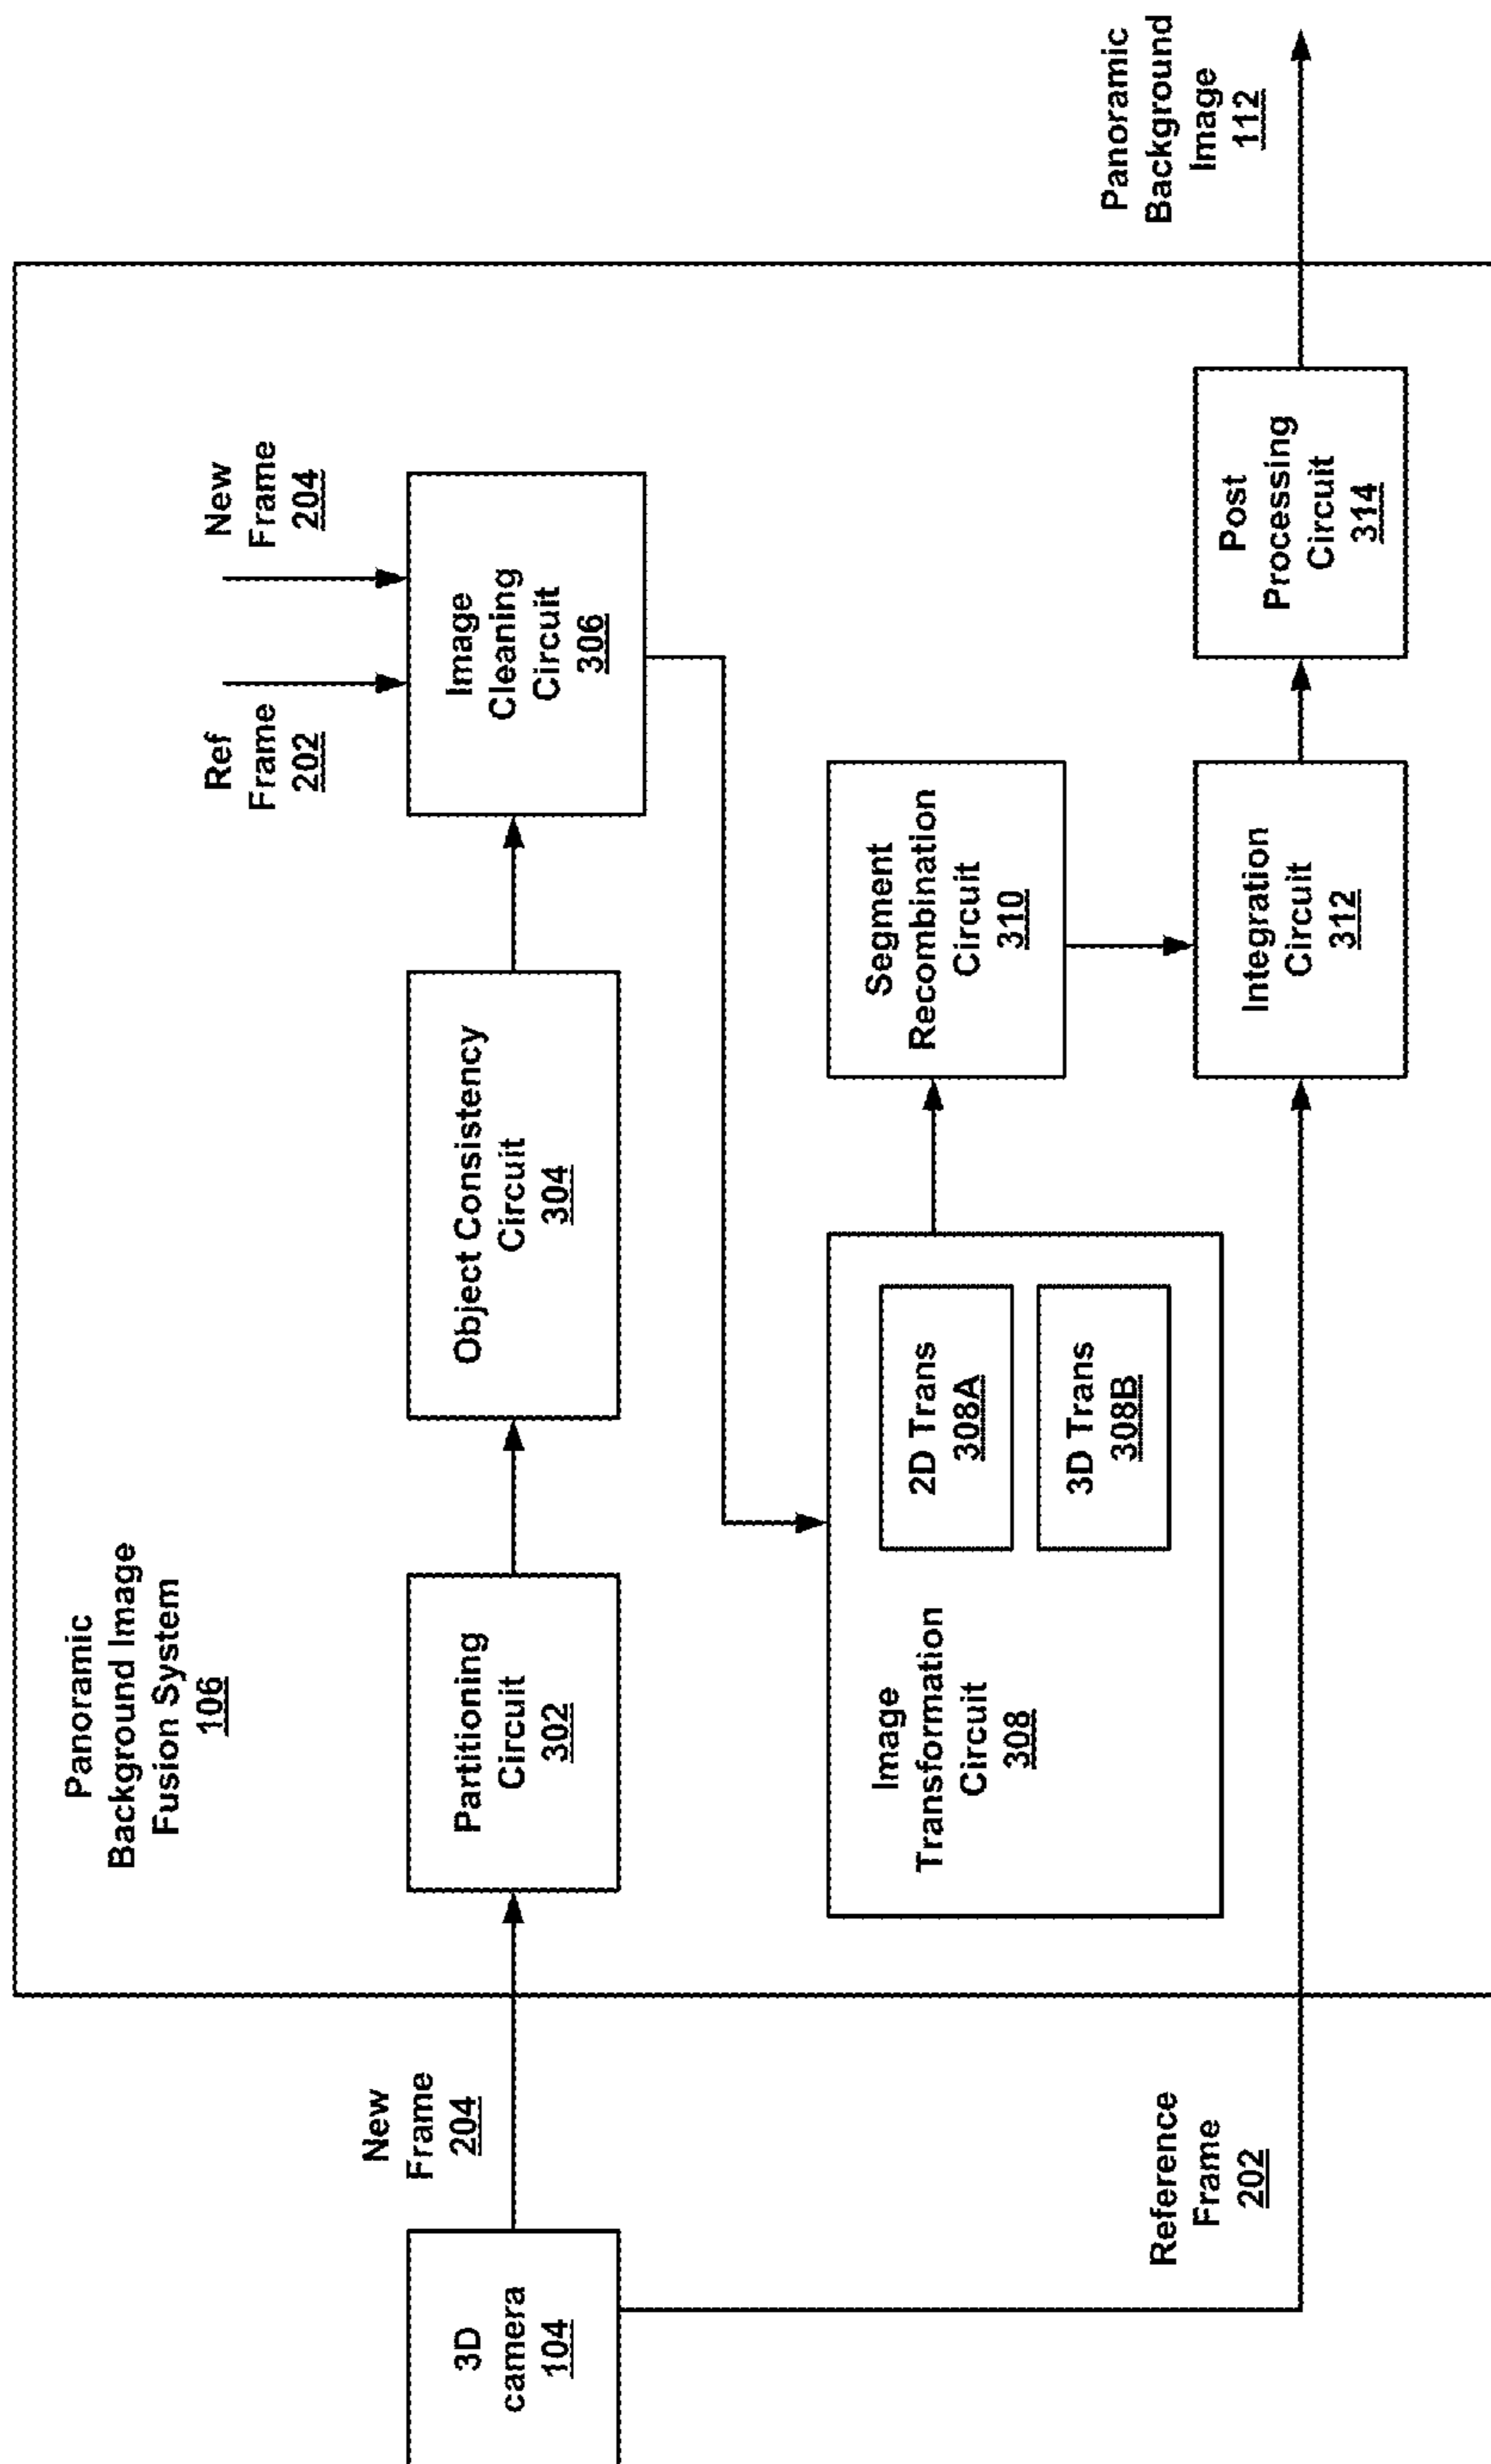 Panoramic
Background Image
Fusion System
106
New
Frame
204
Ref
Frame
202
New
Frame
204
3D
camera
104
Partitioning
Circuit
302
Object Consistency
Circuit
304
Image
Cleaning
Circuit
306
Image
Transformation
Circuit
308
2D Trans
308A
3D Trans
308B
Segment
Recombination
Circuit
310
Reference
Frame
202
Integration
Circuit
312
Post
Processing
Circuit
314
Panoramic
Background
Image
112